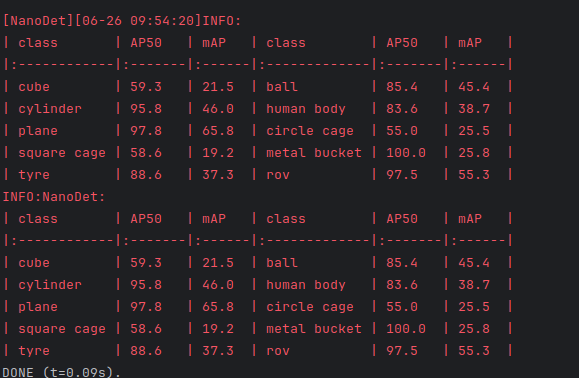 [NanoDet][06-26 09:54:20]INFO:
| class      | AP50  | mAP  | class        | AP50  | mAP  |
|:-----------|:------|:-----|:-------------|:------|:-----|
| cube       | 59.3  | 21.5 | ball         | 85.4  | 45.4 |
| cylinder   | 95.8  | 46.0 | human body   | 83.6  | 38.7 |
| plane      | 97.8  | 65.8 | circle cage  | 55.0  | 25.5 |
| square cage | 58.6  | 19.2 | metal bucket | 100.0 | 25.8 |
| tyre       | 88.6  | 37.3 | rov          | 97.5  | 55.3 |
INFO:NanoDet:
| class      | AP50  | mAP  | class        | AP50  | mAP  |
|:-----------|:------|:-----|:-------------|:------|:-----|
| cube       | 59.3  | 21.5 | ball         | 85.4  | 45.4 |
| cylinder   | 95.8  | 46.0 | human body   | 83.6  | 38.7 |
| plane      | 97.8  | 65.8 | circle cage  | 55.0  | 25.5 |
| square cage | 58.6  | 19.2 | metal bucket | 100.0 | 25.8 |
| tyre       | 88.6  | 37.3 | rov          | 97.5  | 55.3 |
DONE (t=0.09s).